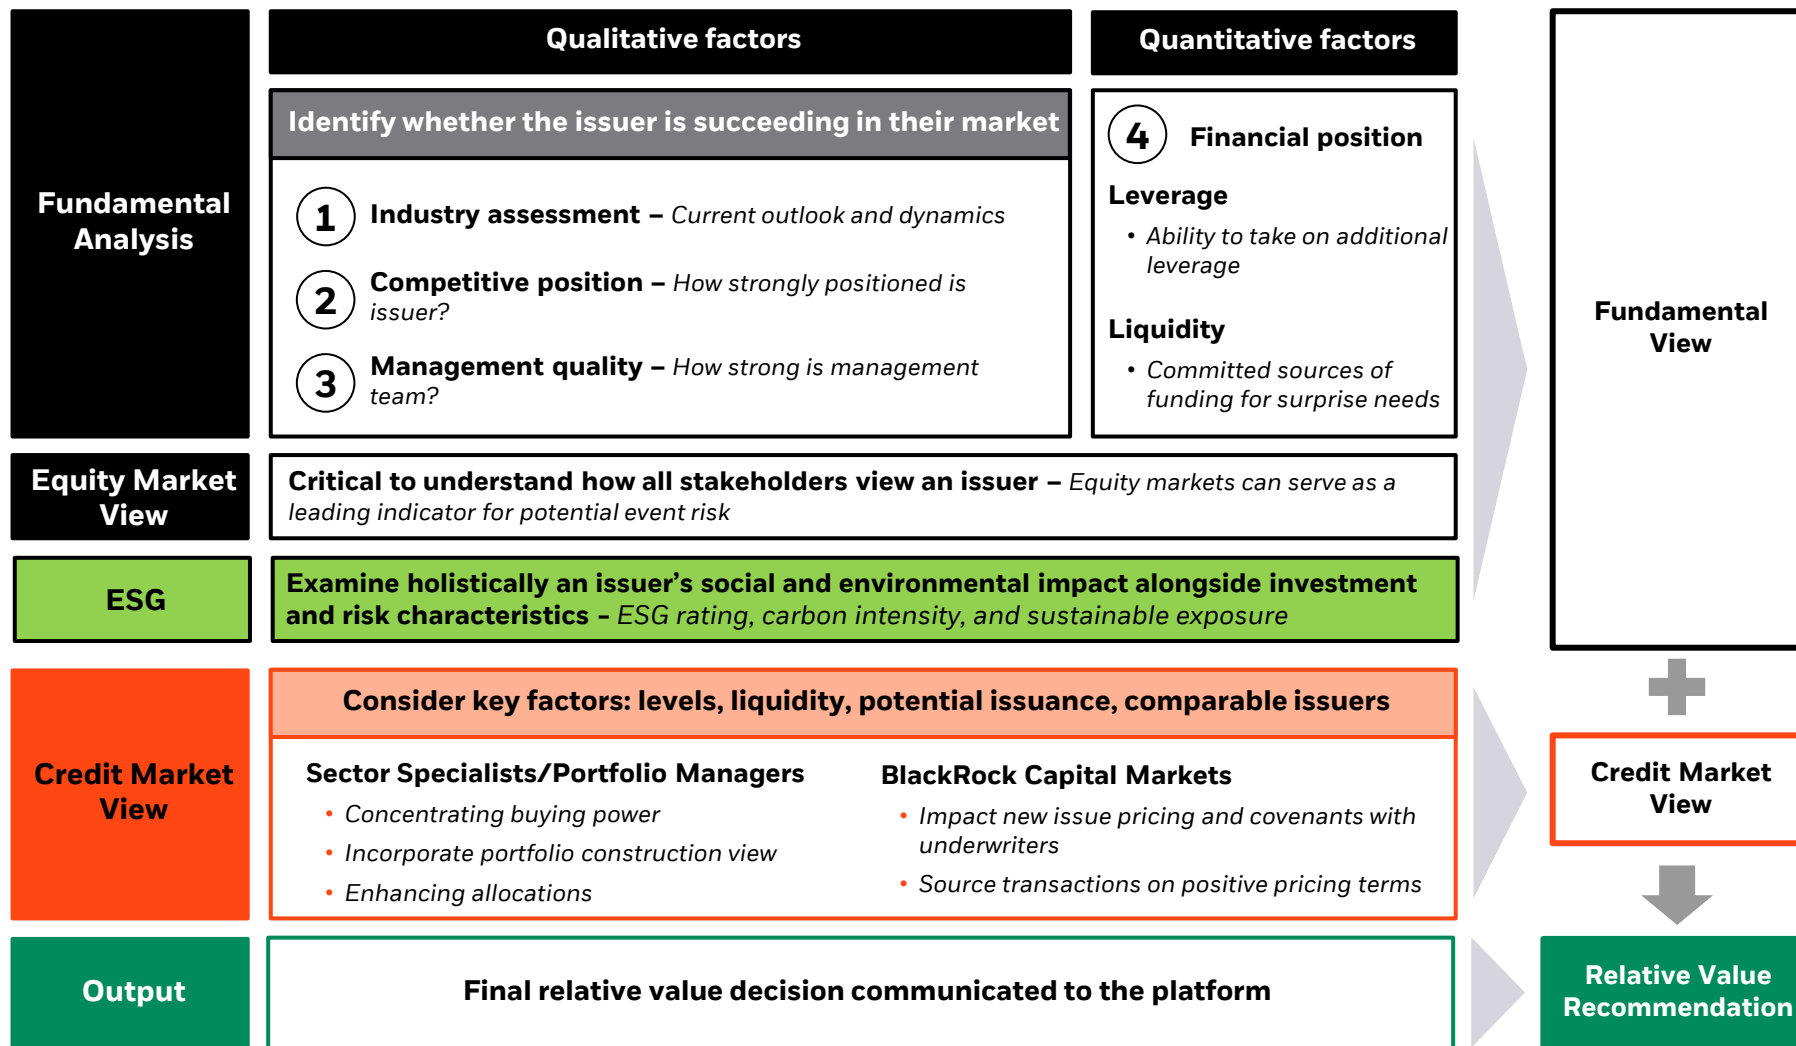 Fundamental
Analysis
Qualitative factors
Quantitative factors
Identify whether the issuer is succeeding in their market
1 Industry assessment – Current outlook and dynamics
2 Competitive position – How strongly positioned is
issuer?
3 Management quality – How strong is management
team?
4 Financial position
Leverage
• Ability to take on additional
leverage
Liquidity
• Committed sources of
funding for surprise needs
Fundamental
View
Equity Market
View
Critical to understand how all stakeholders view an issuer – Equity markets can serve as a
leading indicator for potential event risk
ESG
Examine holistically an issuer’s social and environmental impact alongside investment
and risk characteristics – ESG rating, carbon intensity, and sustainable exposure
Credit Market
View
Consider key factors: levels, liquidity, potential issuance, comparable issuers
Sector Specialists/Portfolio Managers
• Concentrating buying power
• Incorporate portfolio construction view
• Enhancing allocations
BlackRock Capital Markets
• Impact new issue pricing and covenants with
underwriters
• Source transactions on positive pricing terms
Credit Market
View
Output
Final relative value decision communicated to the platform
Relative Value
Recommendation